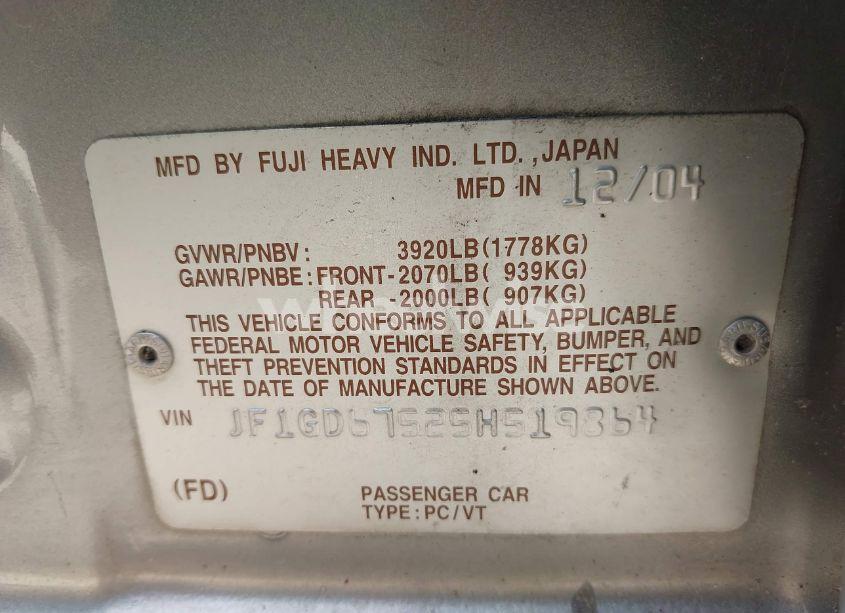 MFD BY FUJI HEAVY IND. LTD.,JAPAN
MFD IN 12/04
GVWR/PNBV: 3920LB(1778KG)
GAWR/PNBE:FRONT-2070LB( 939KG)
REAR -2000LB( 907KG)
THIS VEHICLE CONFORMS TO ALL APPLICABLE
FEDERAL MOTOR VEHICLE SAFETY, BUMPER, AND
THEFT PREVENTION STANDARDS IN EFFECT ON
THE DATE OF MANUFACTURE SHOWN ABOVE.
VIN JF1GD67525H519864
(FD) PASSENGER CAR
TYPE:PC/VT